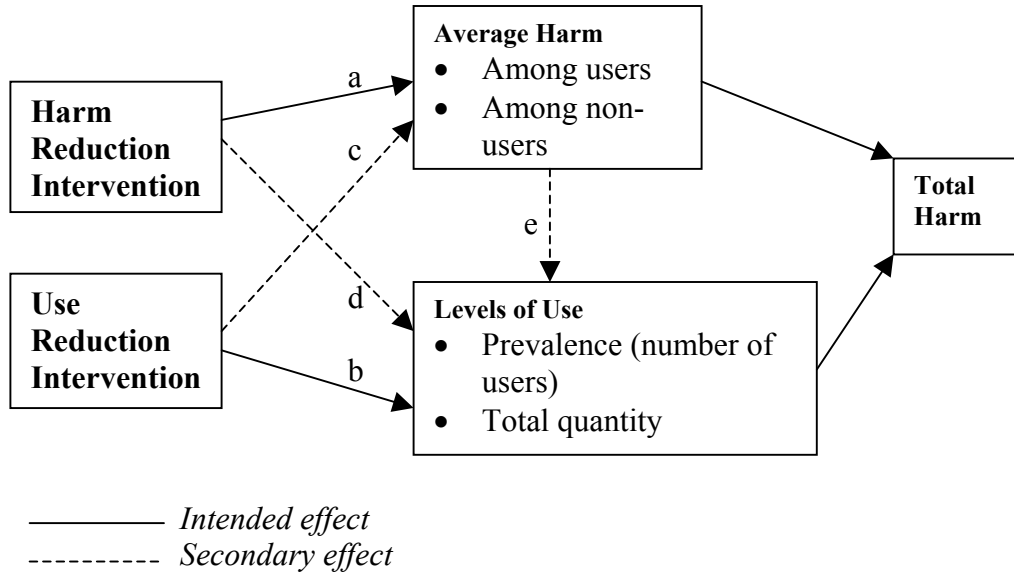 Harm
Reduction
Intervention
a
c
Average Harm
• Among users
• Among non-
users
Total
Harm
e
Use
Reduction
Intervention
d
b
Levels of Use
• Prevalence (number of
users)
• Total quantity
Intended effect
Secondary effect